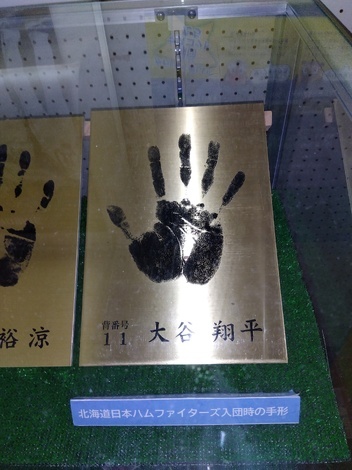 裕涼
背番号
11 大谷 翔平
北海道日本ハムファイターズ入団時の手形